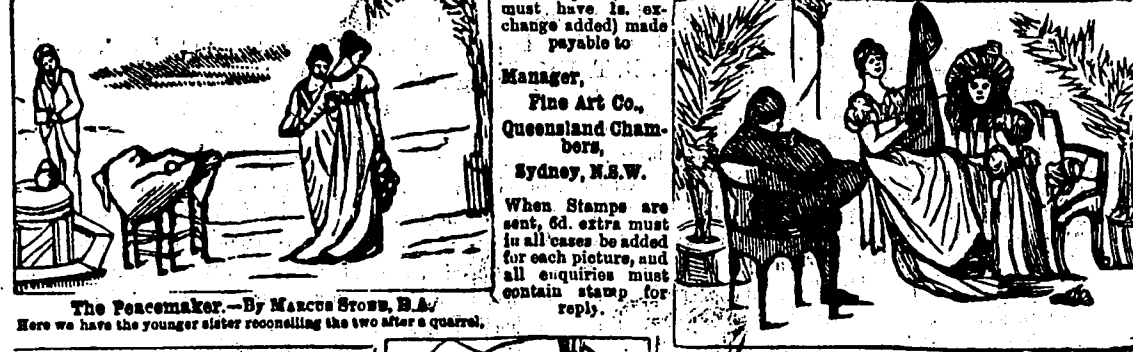 The Peacemaker.—By MARCUS STONE, R.A.
Here we have the younger sister reconciling the two after a quarrel,
must have 1s. ex-
change added) made
payable to
Manager,
Fine Art Co.,
Queensland Cham-
bers,
Sydney, N.S.W.
When Stamps are
sent, 6d. extra must
in all cases be added
for each picture, and
all enquiries must
contain stamp for
reply.